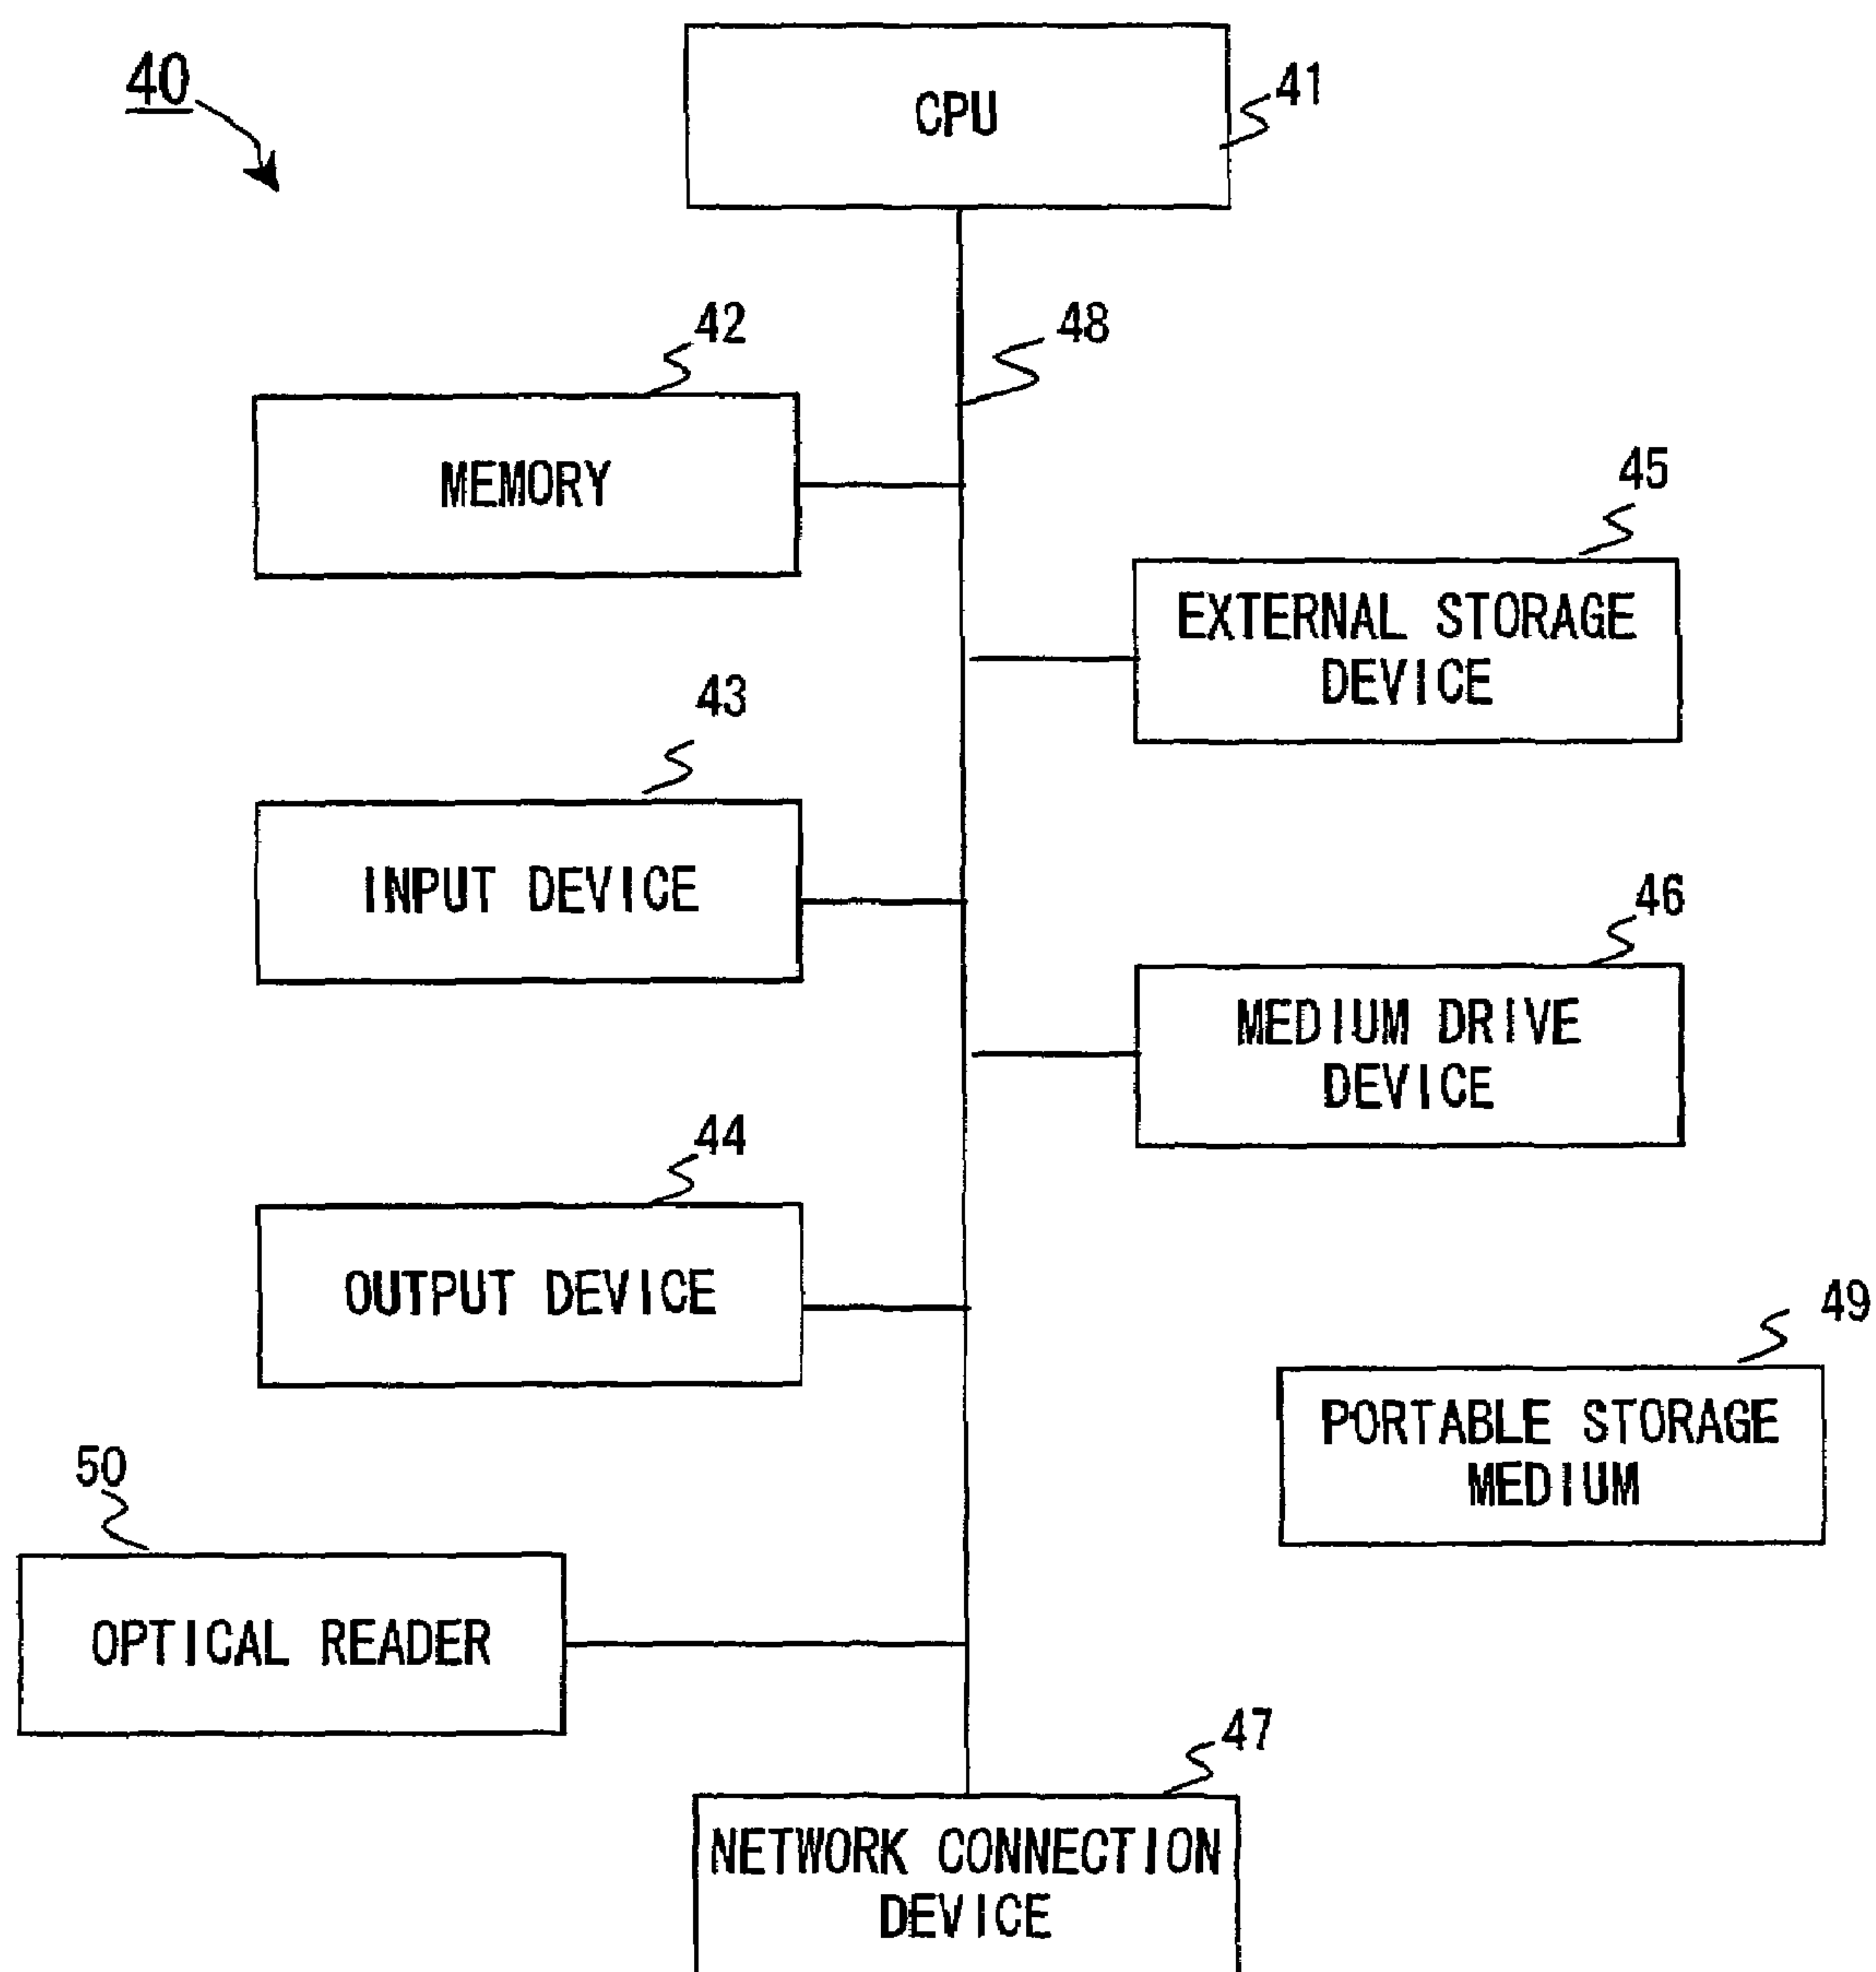 40
CPU
41
42
48
MEMORY
45
EXTERNAL STORAGE
DEVICE
43
INPUT DEVICE
46
MEDIUM DRIVE
DEVICE
44
OUTPUT DEVICE
49
PORTABLE STORAGE
MEDIUM
50
OPTICAL READER
47
NETWORK CONNECTION
DEVICE